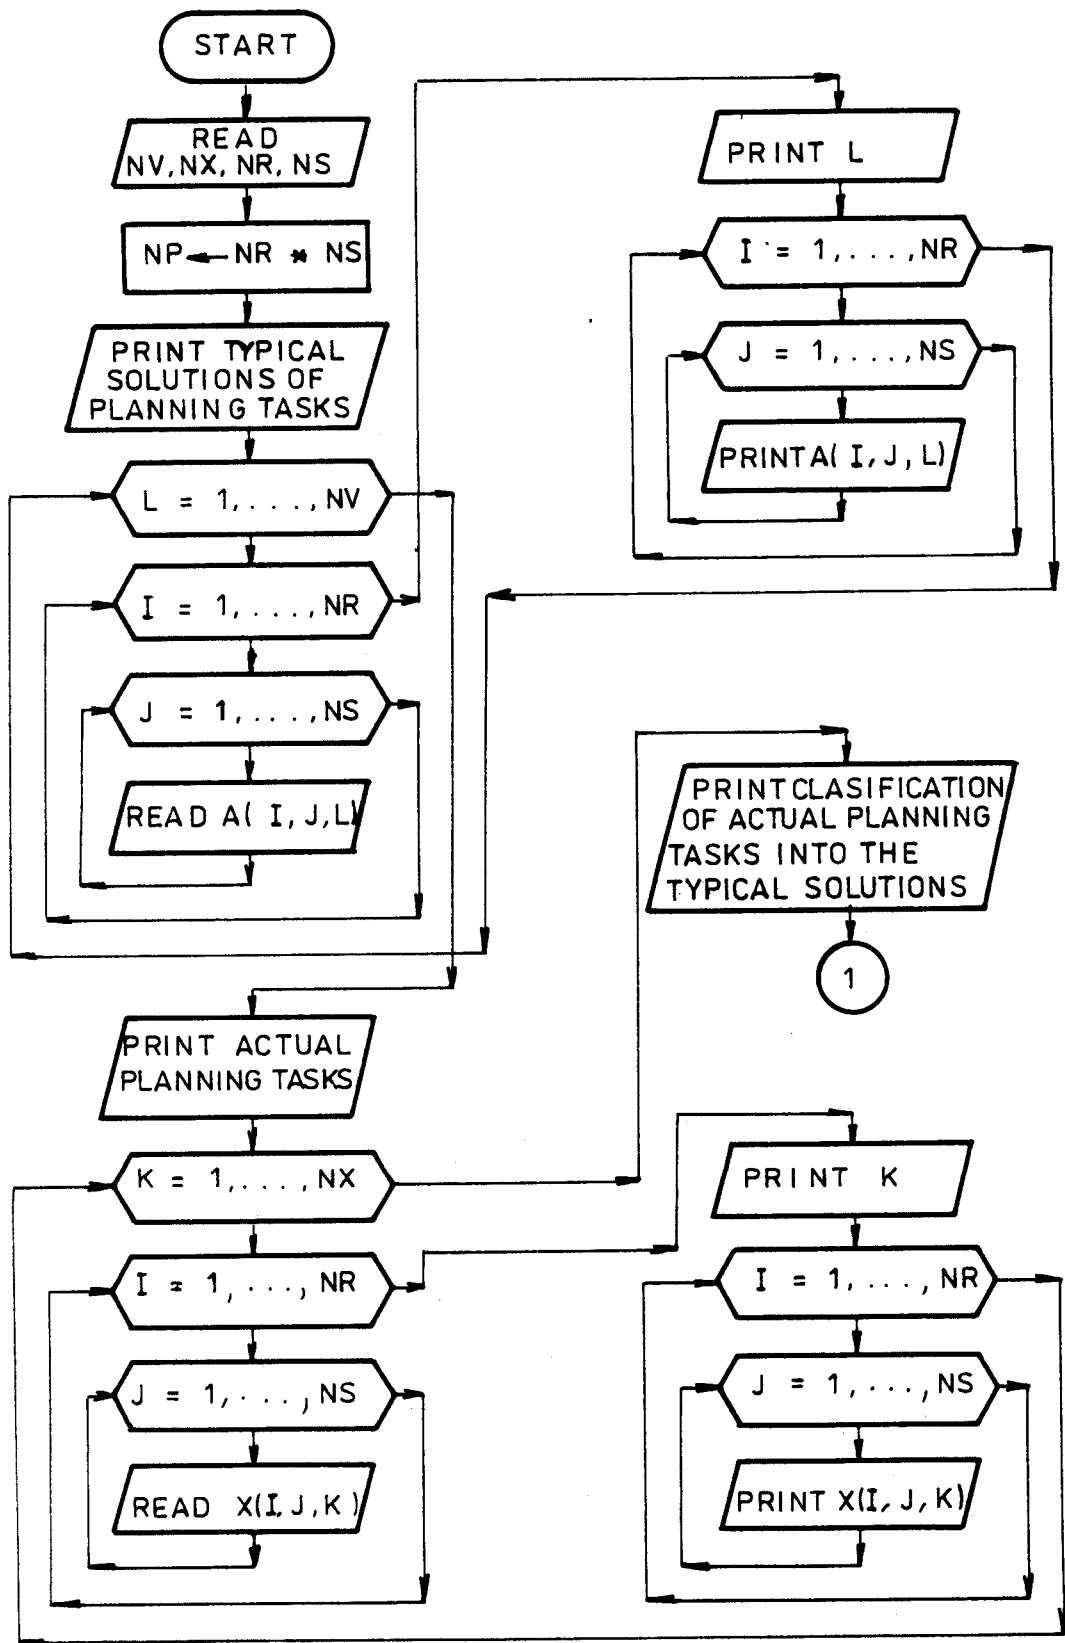 START
READ
NV, NX, NR, NS
NP ← NR * NS
PRINT TYPICAL
SOLUTIONS OF
PLANNING TASKS
L = 1, . . . , NV
I = 1, . . . , NR
J = 1, . . . , NS
READ A( I, J, L)
PRINT L
I = 1, . . . , NR
J = 1, . . . , NS
PRINT A( I, J, L)
PRINT ACTUAL
PLANNING TASKS
K = 1, . . . , NX
I = 1, . . . , NR
J = 1, . . . , NS
READ X(I, J, K)
PRINT CLASIFICATION
OF ACTUAL PLANNING
TASKS INTO THE
TYPICAL SOLUTIONS
1
PRINT K
I = 1, . . . , NR
J = 1, . . . , NS
PRINT X(I, J, K)